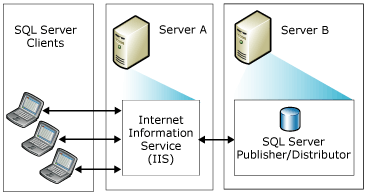 SQL Server
Clients
Server A
Server B
Internet
Information
Service
(IIS)
SQL Server
Publisher/Distributor